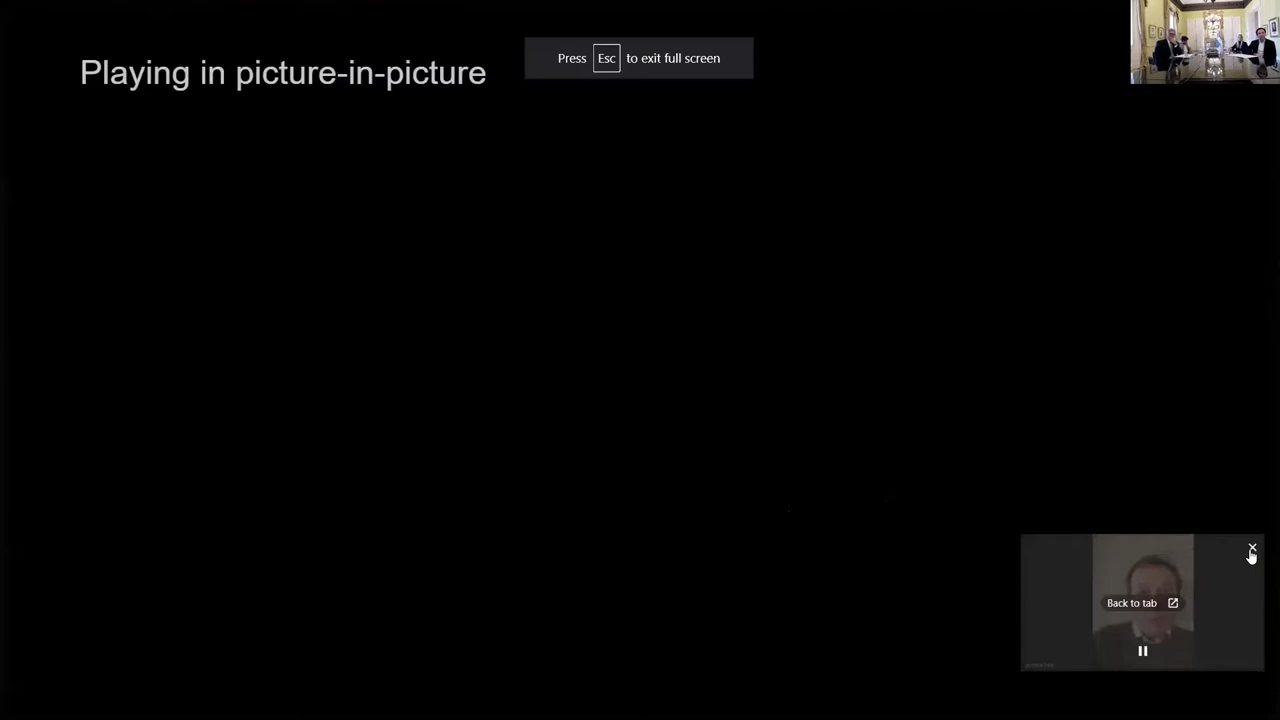 Playing in picture-in-picture
Press Esc to exit full screen
Back to tab